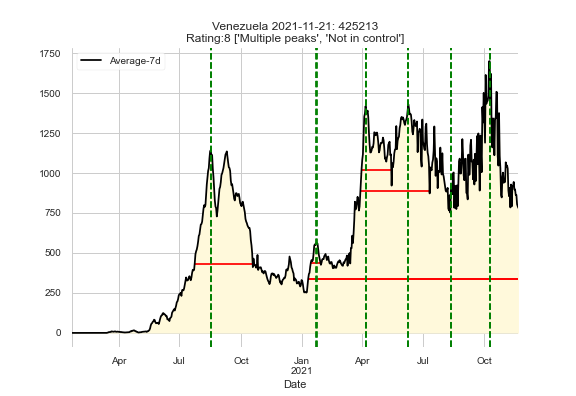 Venezuela 2021-11-21: 425213
Rating:8 ['Multiple peaks', 'Not in control']
Average-7d
1750
1500
1250
1000
750
500
250
0
Apr
Jul
Oct
Jan
2021
Apr
Jul
Oct
Date